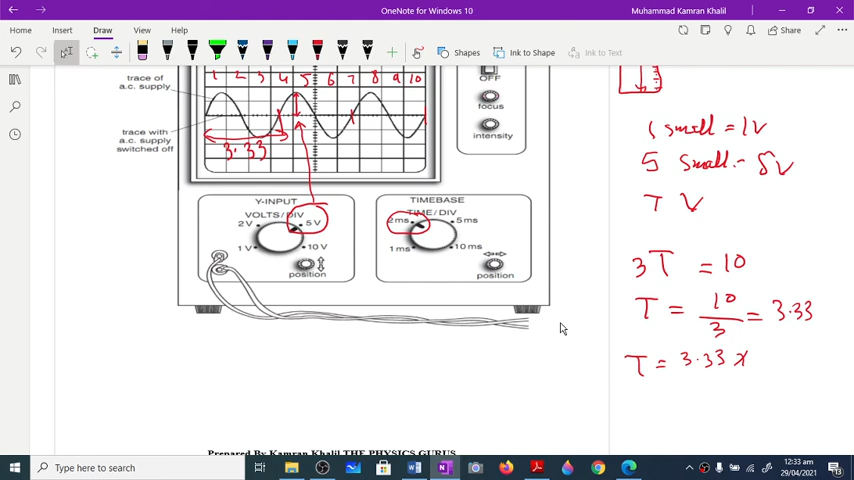 OneNote for Windows 10
Muhammad Kamran Khalil
Home Insert Draw View Help Share
Shapes Ink to Shape Ink to Text
trace of
a.c. supply
trace with
a.c. supply
switched off
1 2 3 4 5 6 7 8 9 10
3.33
OFF
focus
intensity
Y-INPUT
VOLTS/DIV
2 V 5 V
1 V 10 V
position
TIMEBASE
TIME/DIV
2 ms 5 ms
1 ms 10 ms
position
1 small = 1V
5 small = 5V
7 V
3T = 10
T = 10/3 = 3.33
T = 3.33 x
Prepared By Kamran Khalil THE PHYSICS GURUS
Type here to search
12:33 am
29/04/2021
13